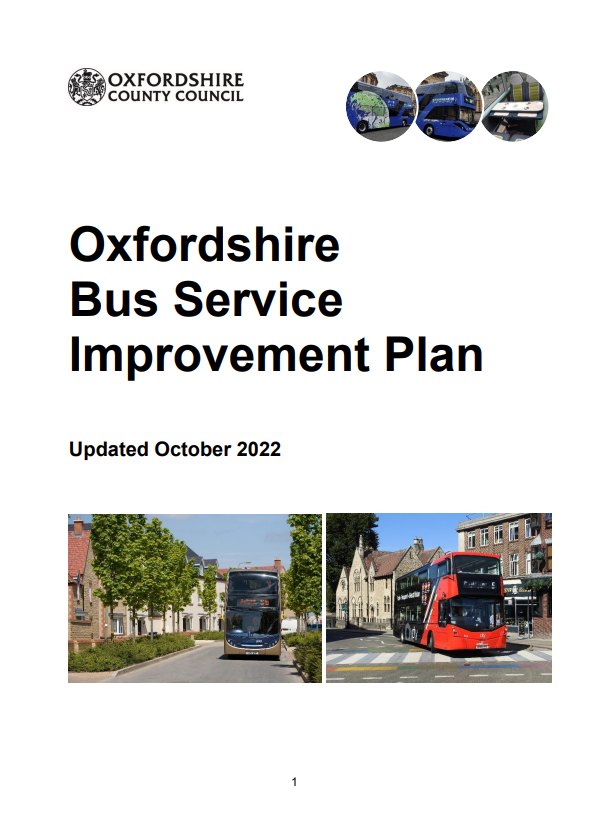 OXFORDSHIRE
COUNTY COUNCIL
Oxfordshire
Bus Service
Improvement Plan
Updated October 2022
1